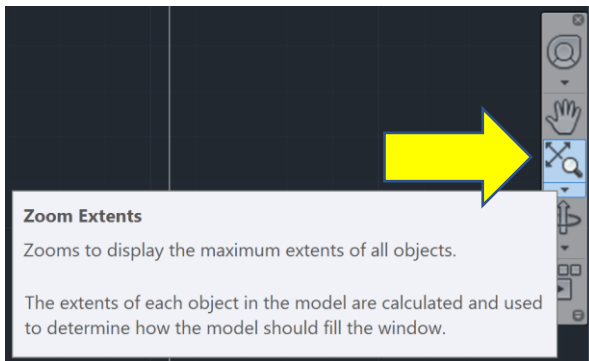 Zoom Extents
Zooms to display the maximum extents of all objects.
The extents of each object in the model are calculated and used
to determine how the model should fill the window.